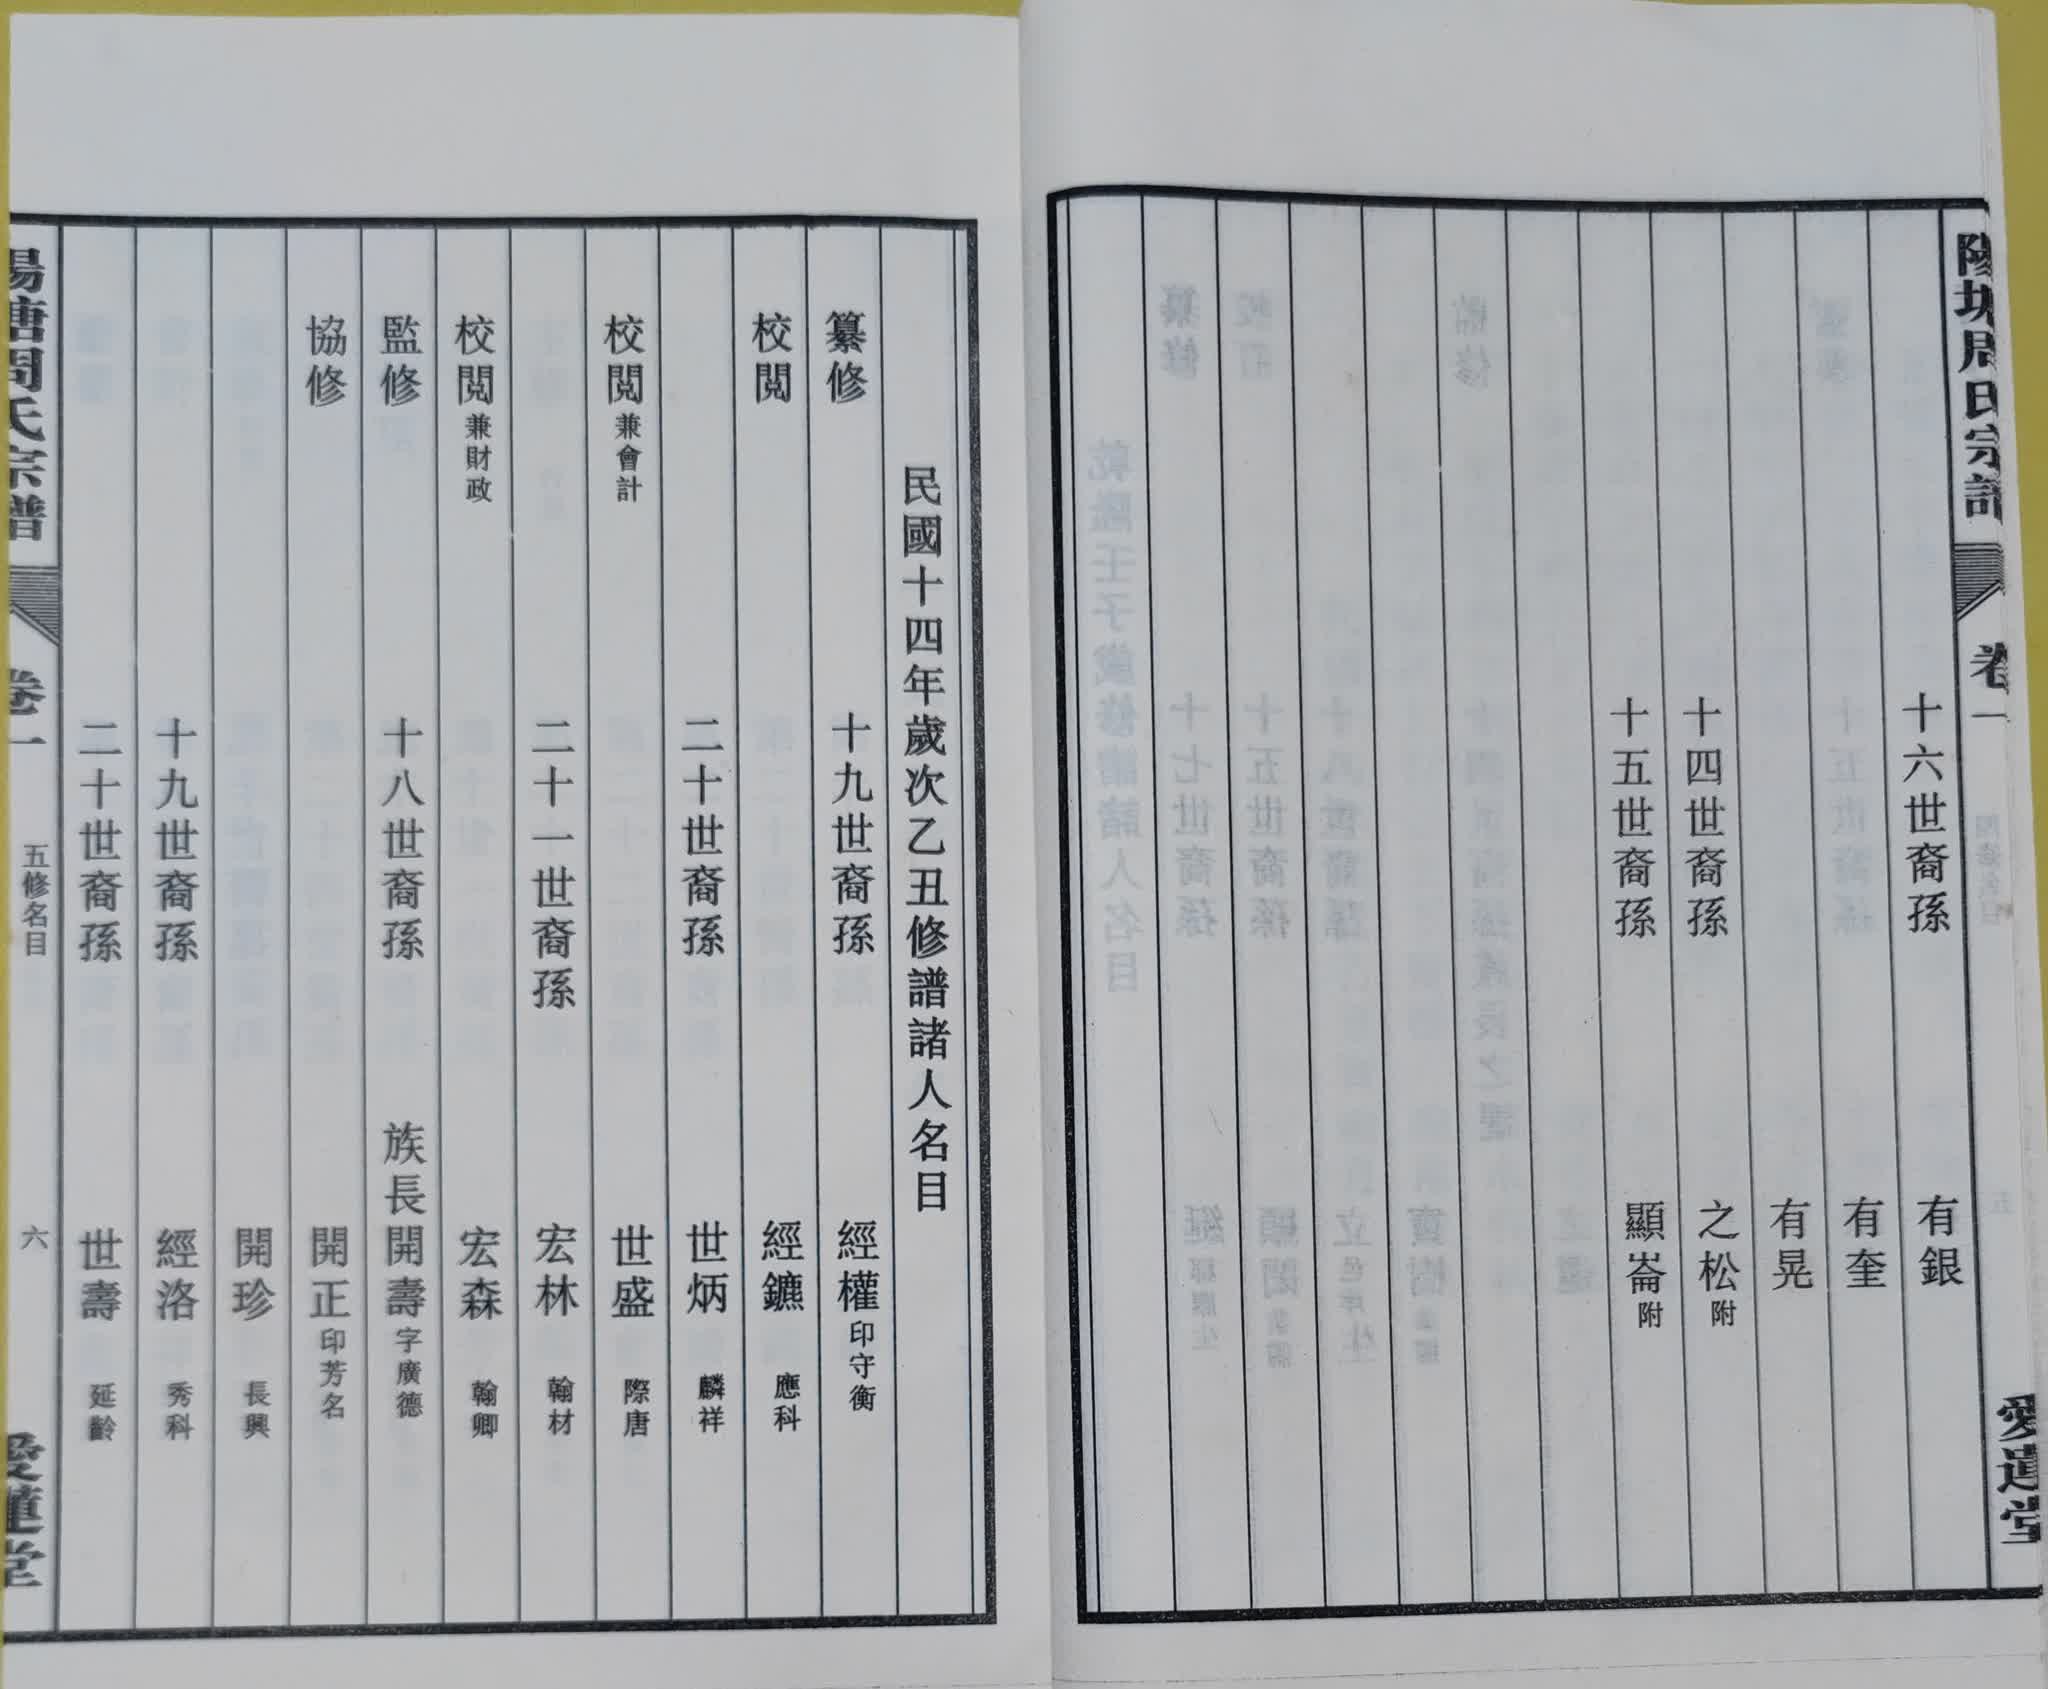 陽塘周氏宗譜 卷一 愛蓮堂
十六世裔孫 有銀
有奎
有晃
十四世裔孫 之松附
十五世裔孫 顯崙附
民國十四年歲次乙丑修譜諸人名目
纂修 十九世裔孫 經權印守衡
校閲 經鑣 應科
二十世裔孫 世炳 麟祥
校閲兼會計 世盛 際唐
二十一世裔孫 宏林 翰材
校閲兼財政 宏森 翰卿
監修 十八世裔孫 族長開壽字廣德
協修 開正印芳名
開珍 長興
十九世裔孫 經洛 秀科
二十世裔孫 世壽 延齡
陽塘周氏宗譜 卷一 五修名目 六 愛蓮堂